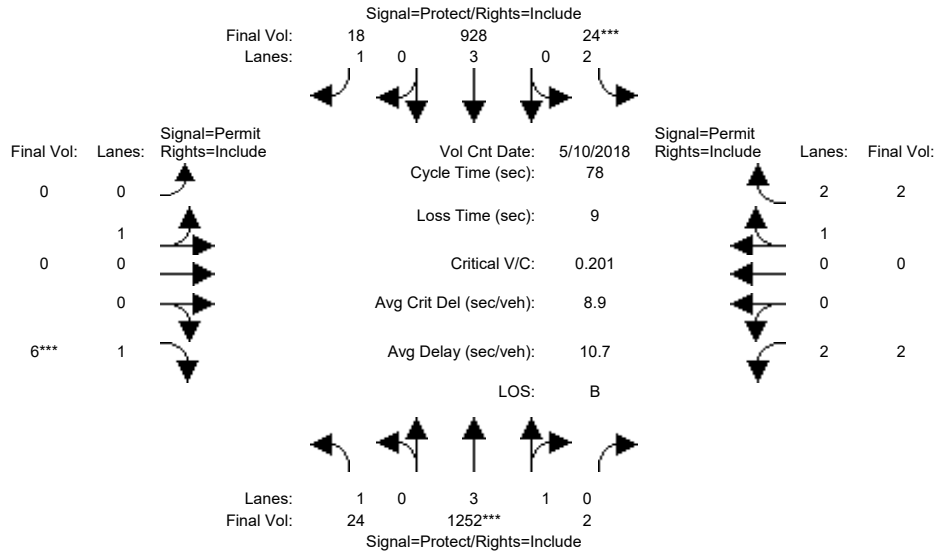 Signal=Protect/Rights=Include
Final Vol: 18 928 24***
Lanes: 1 0 3 0 2
Signal=Permit Signal=Permit
Final Vol: Lanes: Rights=Include Vol Cnt Date: 5/10/2018 Rights=Include Lanes: Final Vol:
Cycle Time (sec): 78
0 0 2 2
Loss Time (sec): 9
1 1
0 0 Critical V/C: 0.201 0 0
0 Avg Crit Del (sec/veh): 8.9 0
6*** 1 Avg Delay (sec/veh): 10.7 2 2
LOS: B
Lanes: 1 0 3 1 0
Final Vol: 24 1252*** 2
Signal=Protect/Rights=Include